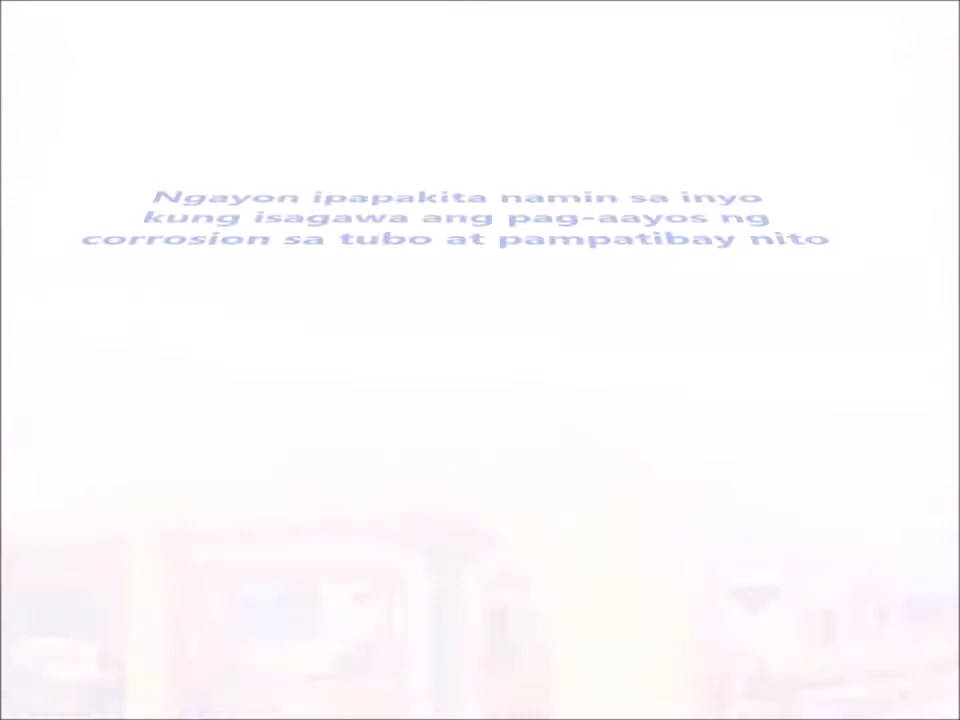 Ngayon ipapakita namin sa inyo
kung isagawa ang pag-aayos ng
corrosion sa tubo at pampatibay nito